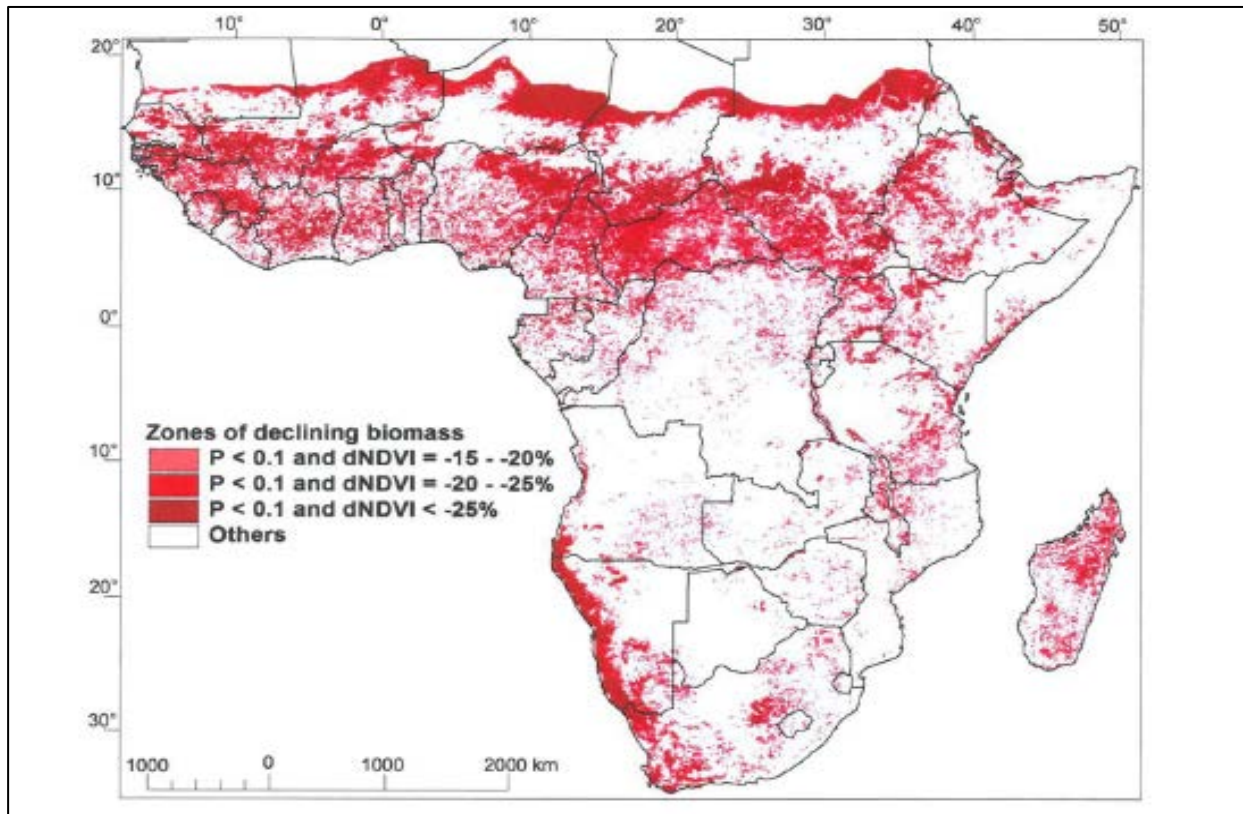 10° 0° 10° 20° 30° 40° 50°
20°
10°
0°
Zones of declining biomass
P < 0.1 and dNDVI = -15 - -20%
10°
P < 0.1 and dNDVI = -20 - -25%
P < 0.1 and dNDVI < -25%
Others
20°
30°
1000 0 1000 2000 km